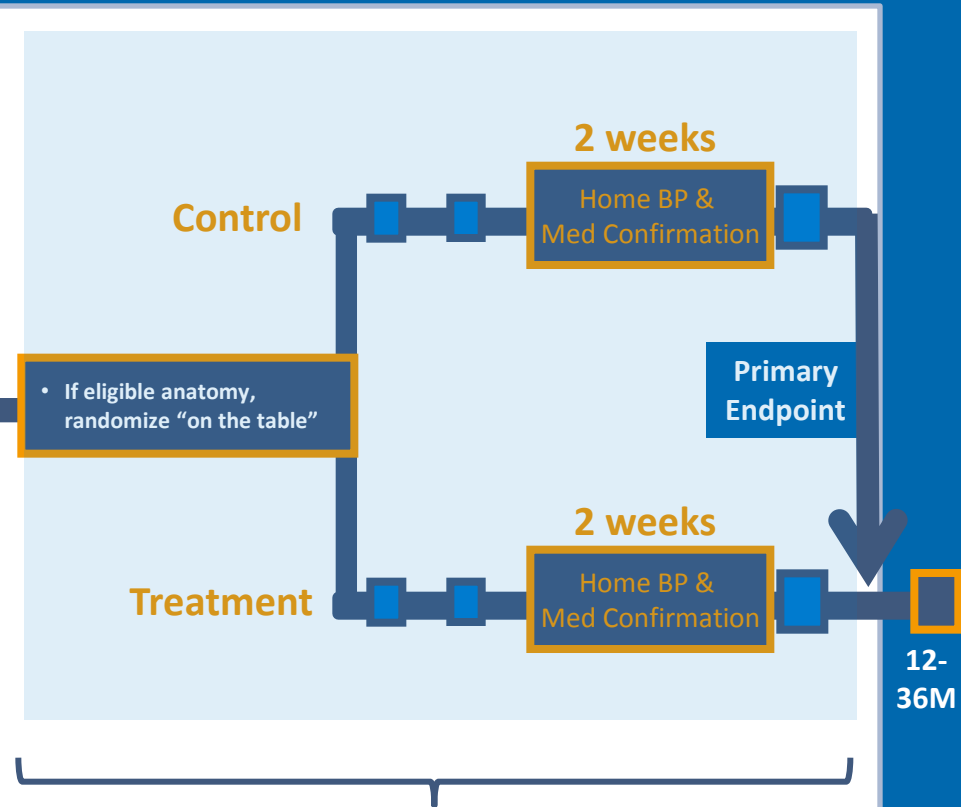 2 weeks
Control
Home BP &
Med Confirmation
• If eligible anatomy,
randomize “on the table”
Primary
Endpoint
2 weeks
Treatment
Home BP &
Med Confirmation
12-
36M